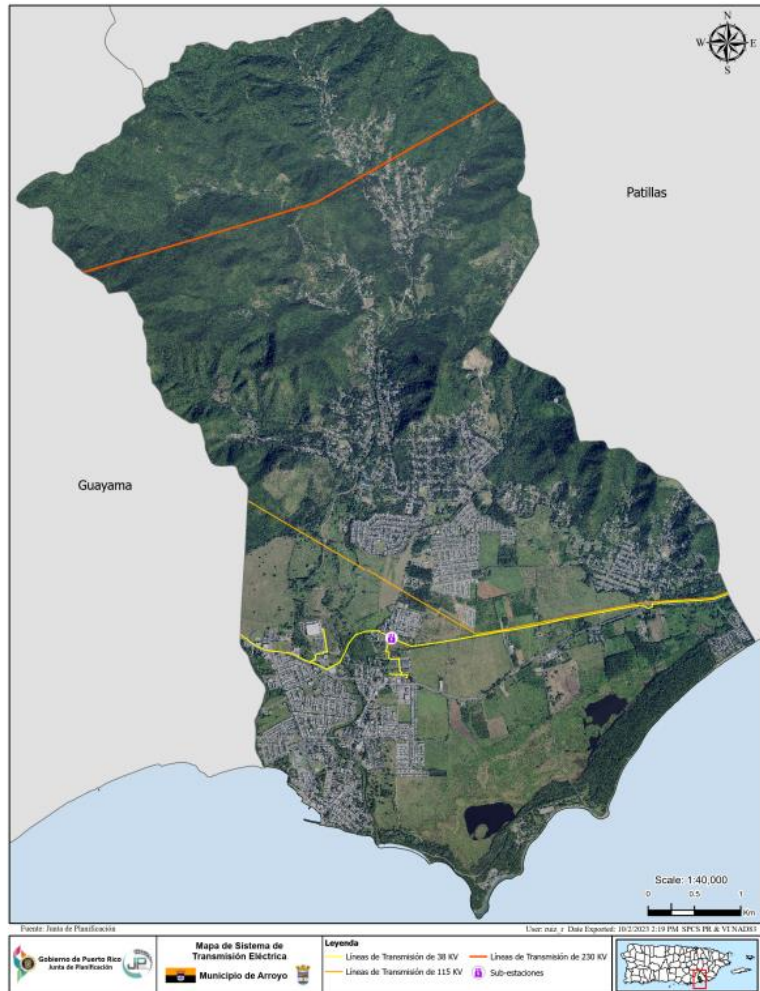 N
W E
S
Patillas
Guayama
Scale: 1:40,000
0 0.5 1
Km
Fuente: Junta de Planificación
User: ruiz_r Date Exported: 10/2/2023 2:19 PM SPCS PR & VI NAD83
Gobierno de Puerto Rico
Junta de Planificación
JP
Mapa de Sistema de
Transmisión Eléctrica
Municipio de Arroyo
Leyenda
Líneas de Transmisión de 38 KV
Líneas de Transmisión de 230 KV
Líneas de Transmisión de 115 KV
Sub-estaciones